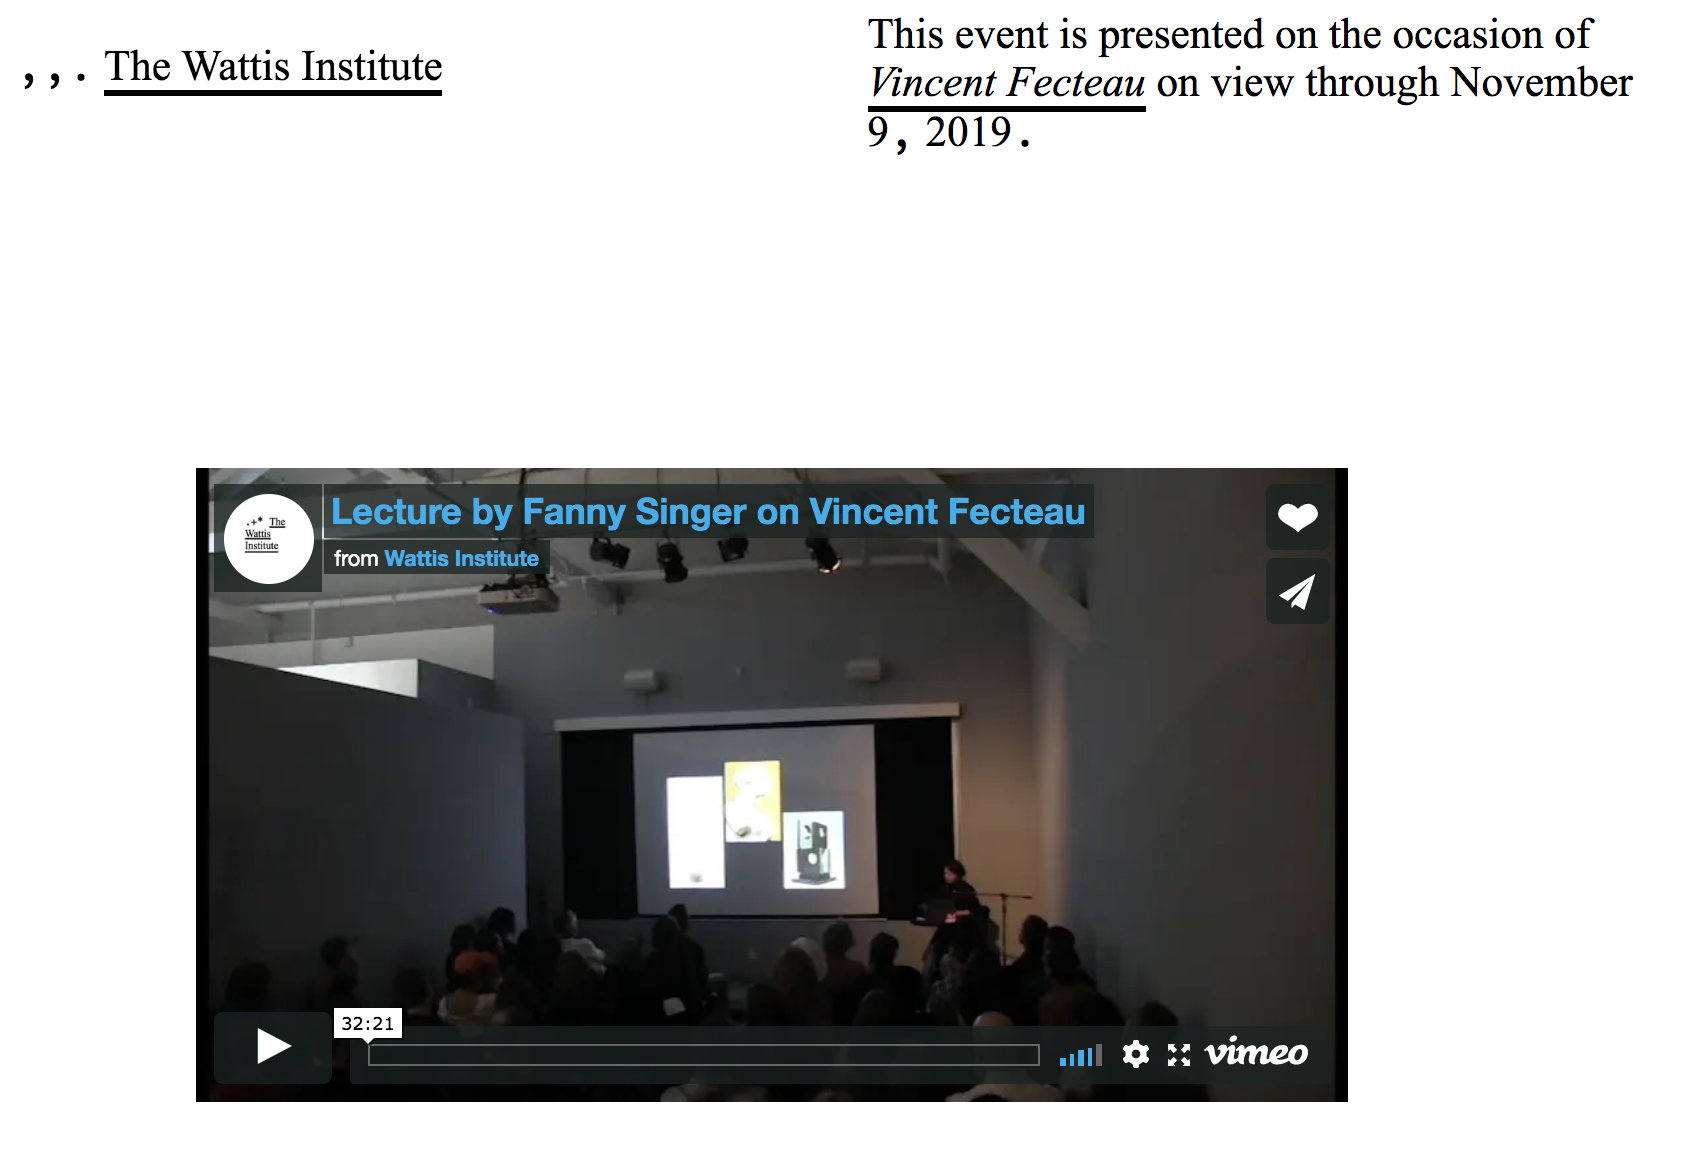 ,,. The Wattis Institute
This event is presented on the occasion of
Vincent Fecteau on view through November
9, 2019.
.+* The
Wattis
Institute
Lecture by Fanny Singer on Vincent Fecteau
from Wattis Institute
32:21
vimeo